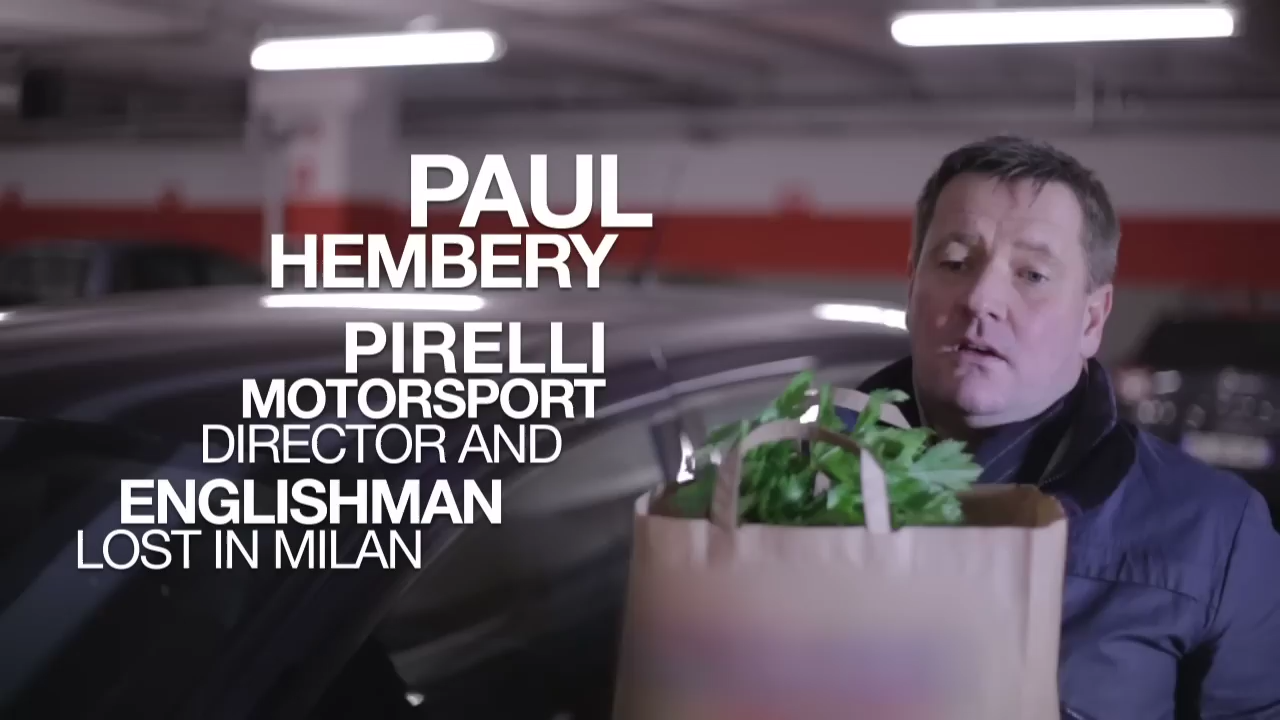 PAUL
HEMBERY
PIRELLI
MOTORSPORT
DIRECTOR AND
ENGLISHMAN
LOST IN MILAN